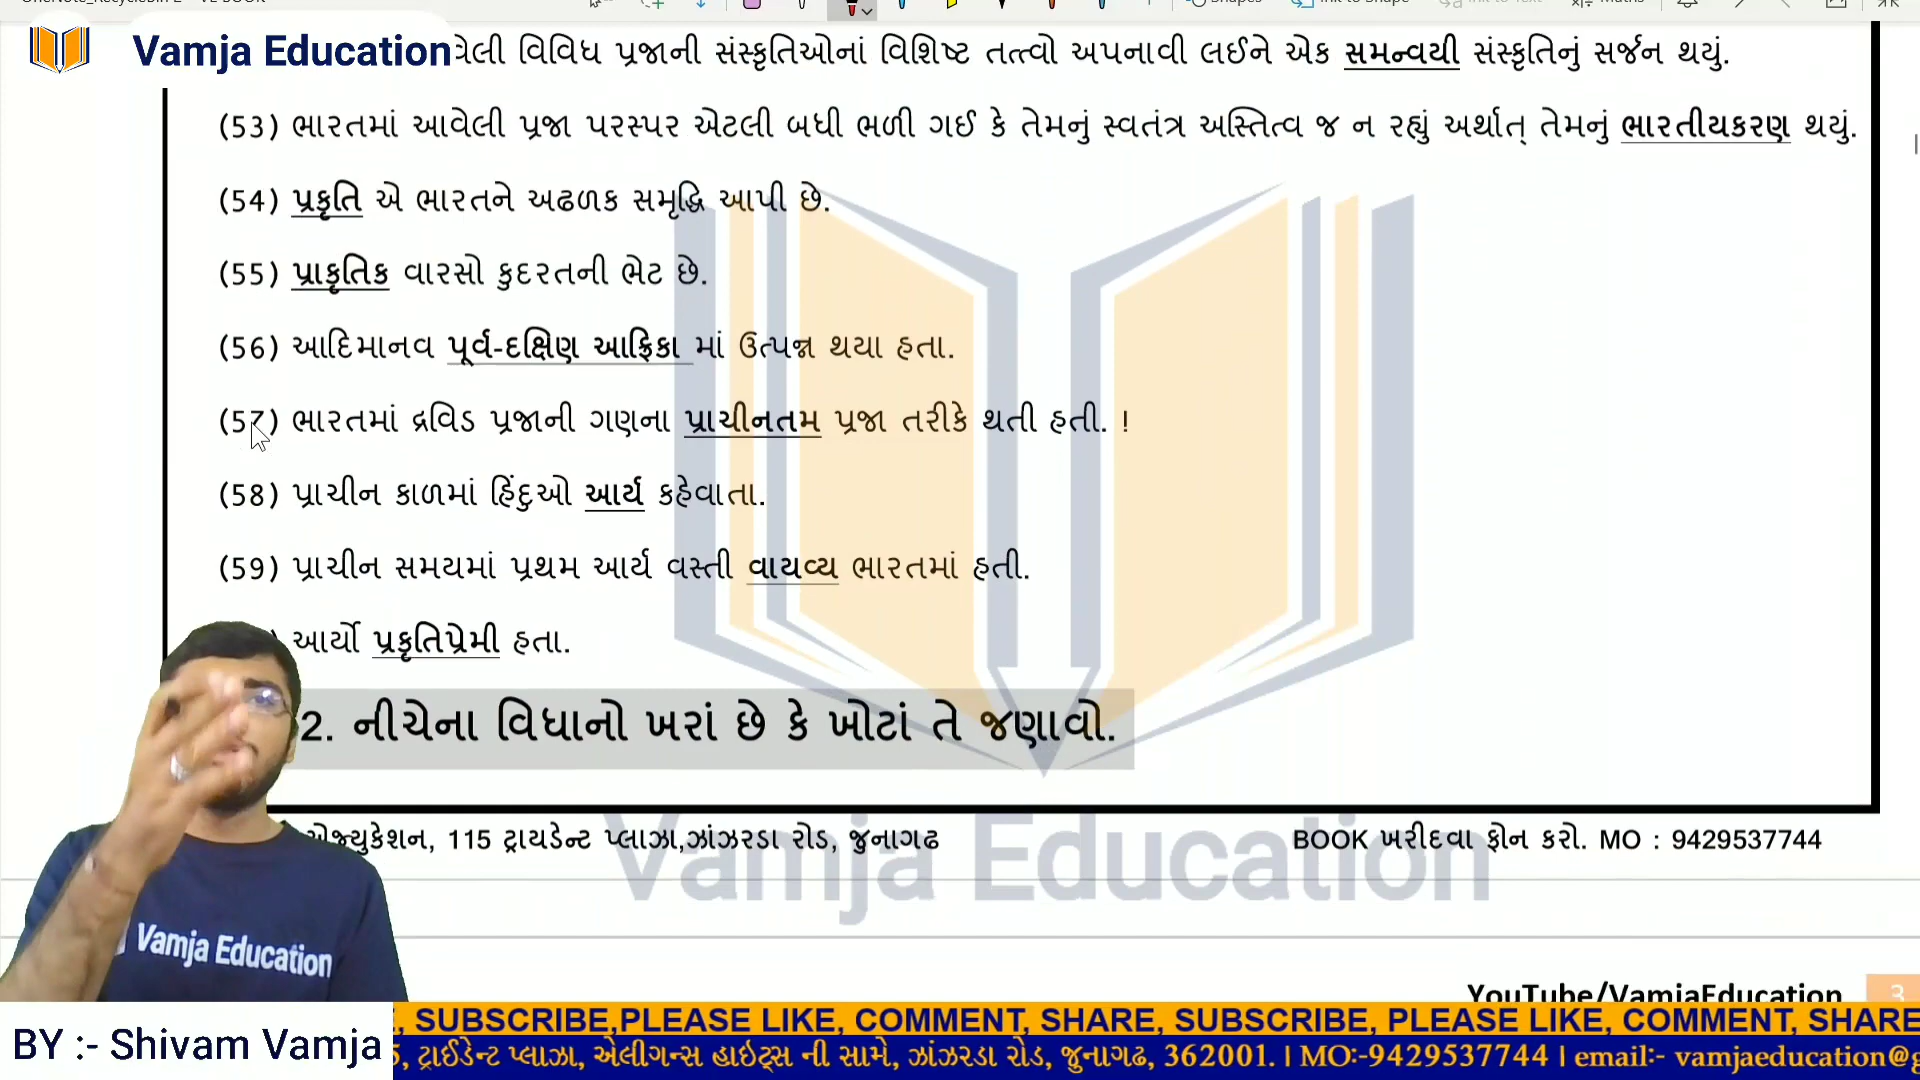 Vamja Education વેલી વિવિધ પ્રજાની સંસ્કૃતિઓનાં વિશિષ્ટ તત્ત્વો અપનાવી લઈને એક સમન્વયી સંસ્કૃતિનું સર્જન થયું.
(53) ભારતમાં આવેલી પ્રજા પરસ્પર એટલી બધી ભળી ગઈ કે તેમનું સ્વતંત્ર અસ્તિત્વ જ ન રહ્યું અર્થાત્ તેમનું ભારતીયકરણ થયું.
(54) પ્રકૃતિ એ ભારતને અઢળક સમૃદ્ધિ આપી છે.
(55) પ્રાકૃતિક વારસો કુદરતની ભેટ છે.
(56) આદિમાનવ પૂર્વ-દક્ષિણ આફ્રિકા માં ઉત્પન્ન થયા હતા.
(57) ભારતમાં દ્રવિડ પ્રજાની ગણના પ્રાચીનતમ પ્રજા તરીકે થતી હતી. !
(58) પ્રાચીન કાળમાં હિંદુઓ આર્ય કહેવાતા.
(59) પ્રાચીન સમયમાં પ્રથમ આર્ય વસ્તી વાયવ્ય ભારતમાં હતી.
આર્યો પ્રકૃતિપ્રેમી હતા.
2. નીચેના વિધાનો ખરાં છે કે ખોટાં તે જણાવો.
એજ્યુકેશન, 115 ટ્રાયડેન્ટ પ્લાઝા,ઝાંઝરડા રોડ, જુનાગઢ BOOK ખરીદવા ફોન કરો. MO : 9429537744
Vamja Education
Vamja Education
YouTube/VamjaEducation 3
, SUBSCRIBE,PLEASE LIKE, COMMENT, SHARE, SUBSCRIBE, PLEASE LIKE, COMMENT, SHARE
BY :- Shivam Vamja
, ટ્રાઈડેન્ટ પ્લાઝા, એલીગન્સ હાઇટ્સ ની સામે, ઝાંઝરડા રોડ, જુનાગઢ, 362001. | MO:-9429537744 | email:- vamjaeducation@g